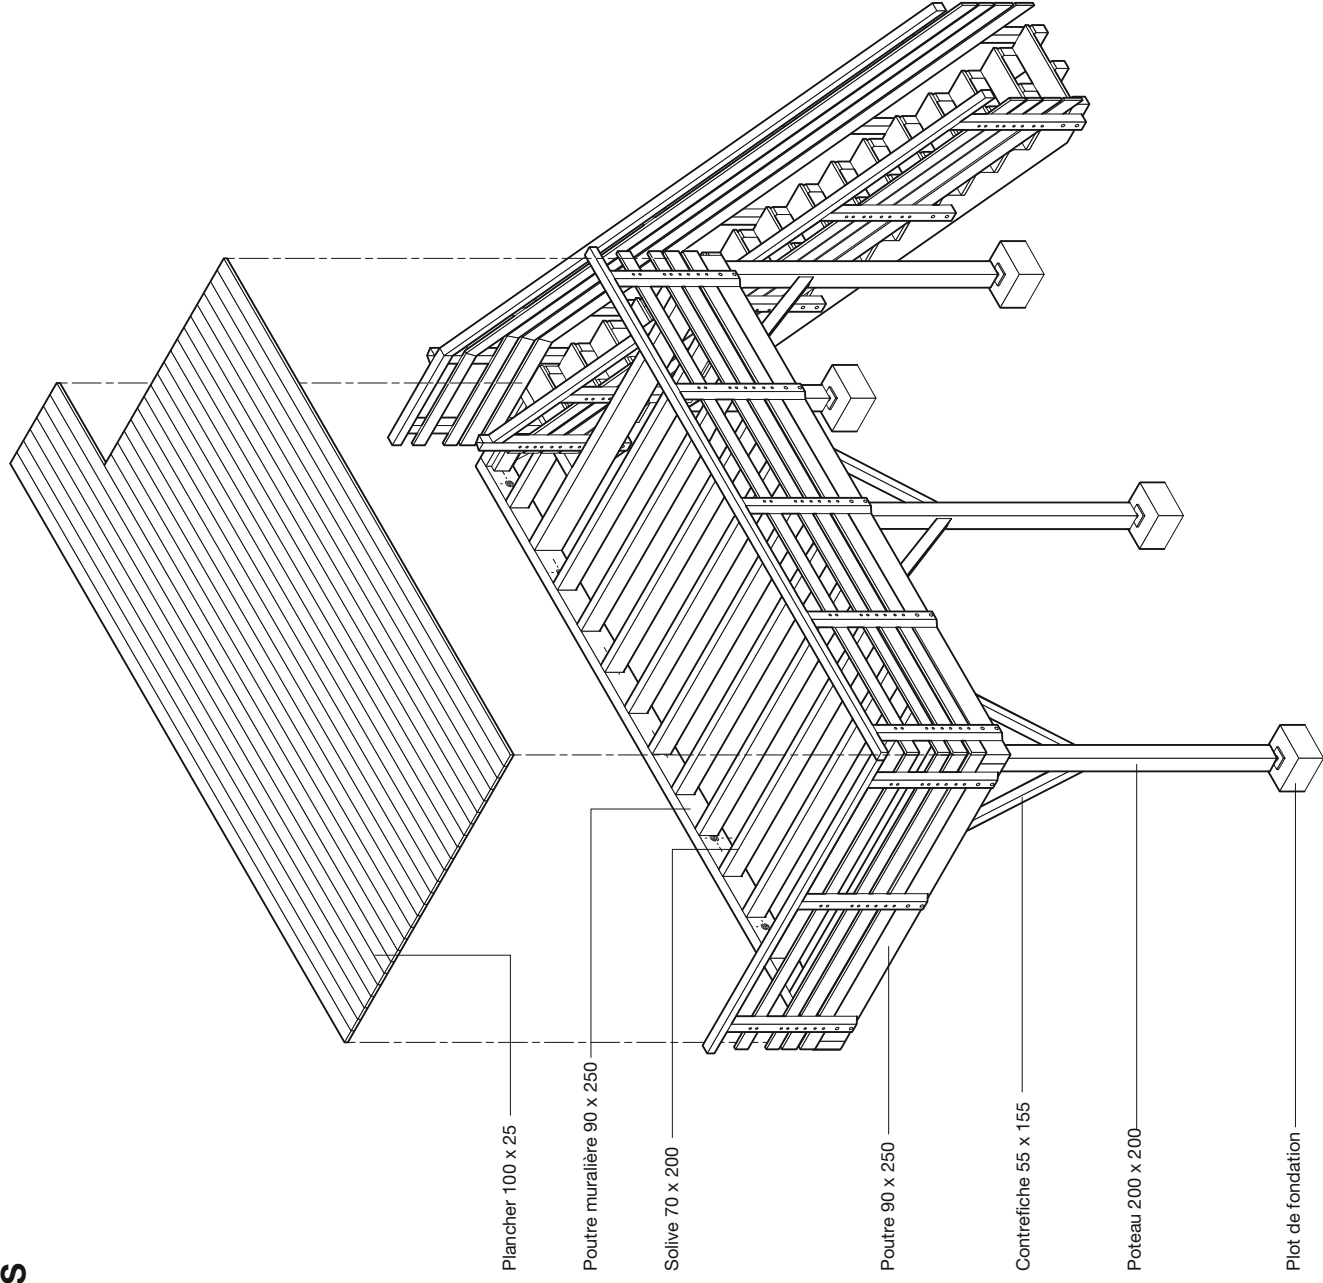 s
Plancher 100 x 25
Poutre muralière 90 x 250
Solive 70 x 200
Poutre 90 x 250
Contrefiche 55 x 155
Poteau 200 x 200
Plot de fondation